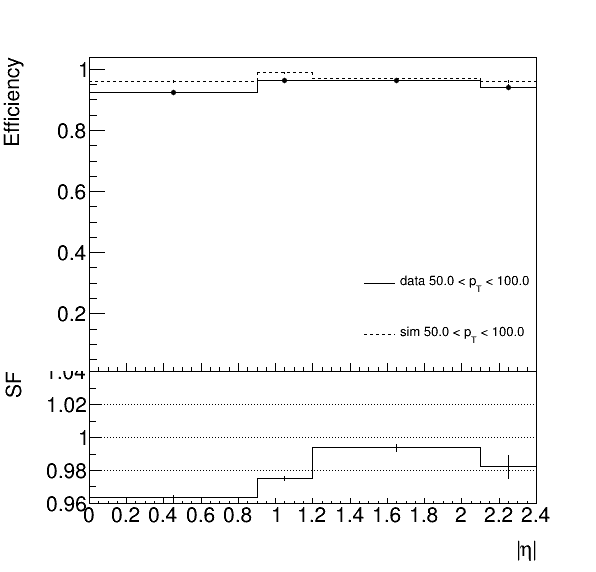 Efficiency
1
0.8
0.6
0.4
0.2
data 50.0 < p_T < 100.0
sim 50.0 < p_T < 100.0
SF
1.04
1.02
1
0.98
0.96
0 0.2 0.4 0.6 0.8 1 1.2 1.4 1.6 1.8 2 2.2 2.4
|η|